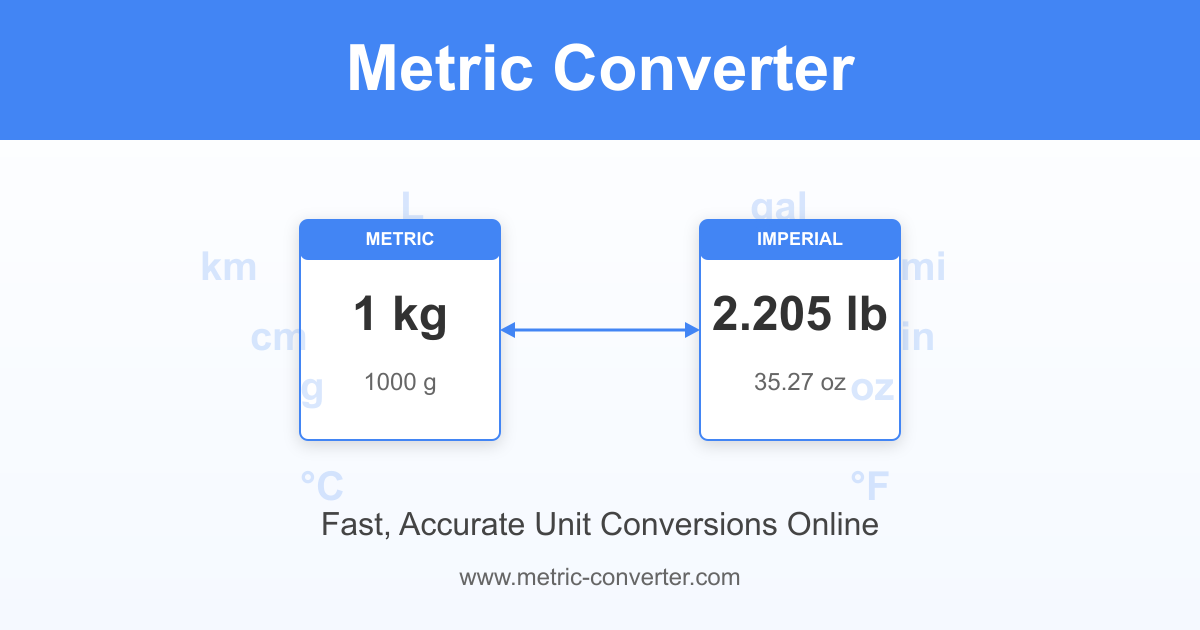 Metric Converter
L
gal
METRIC
IMPERIAL
km
mi
1 kg
2.205 lb
cm
in
1000 g
35.27 oz
g
oz
°C
°F
Fast, Accurate Unit Conversions Online
www.metric-converter.com